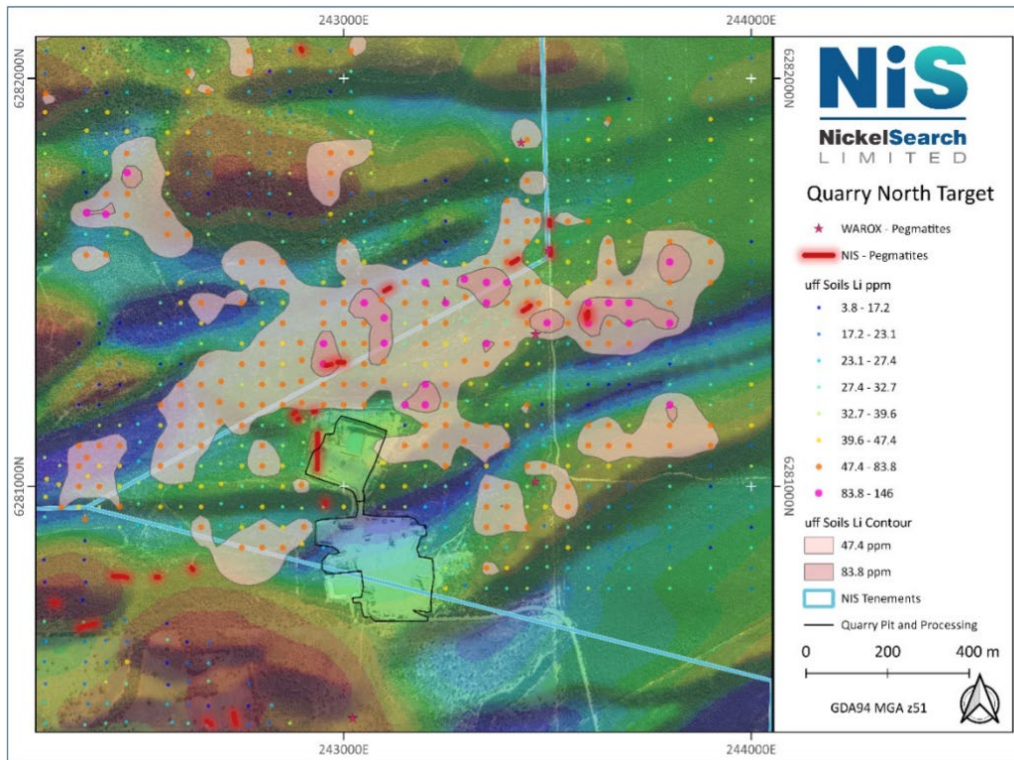 243000E
244000E
6282000N
6282000N
6281000N
6281000N
243000E
244000E
NiS
NickelSearch
LIMITED
Quarry North Target
WAROX - Pegmatites
NIS - Pegmatites
uff Soils Li ppm
3.8 - 17.2
17.2 - 23.1
23.1 - 27.4
27.4 - 32.7
32.7 - 39.6
39.6 - 47.4
47.4 - 83.8
83.8 - 146
uff Soils Li Contour
47.4 ppm
83.8 ppm
NIS Tenements
Quarry Pit and Processing
0 200 400 m
GDA94 MGA z51